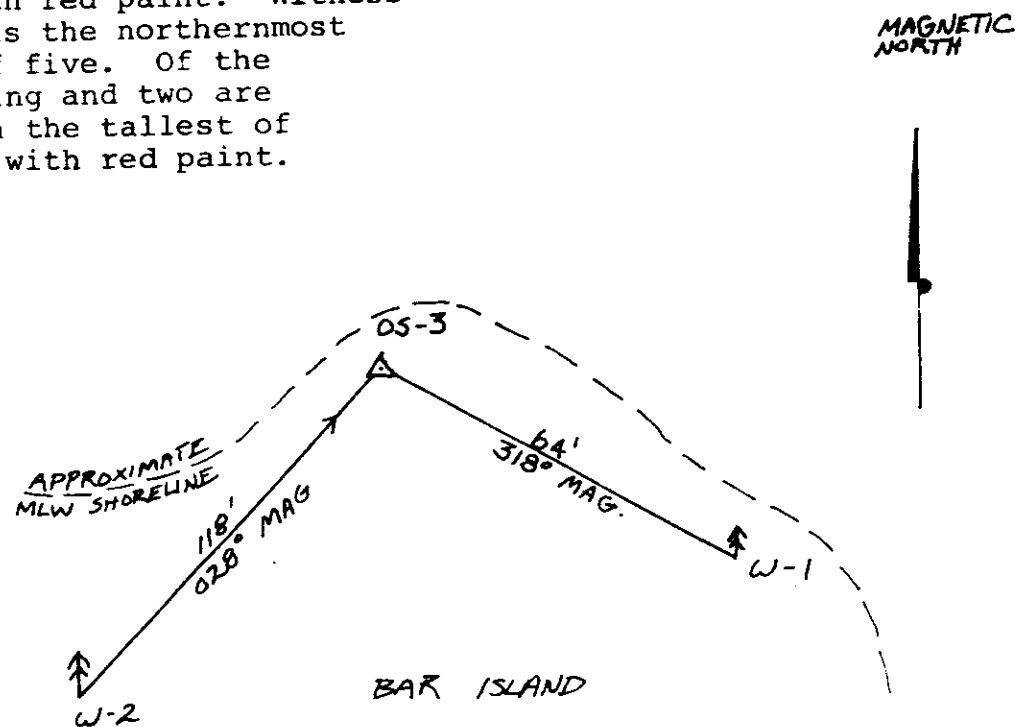 red paint. Witness
s the northernmost
five. Of the
ing and two are
the tallest of
with red paint.
MAGNETIC
NORTH
OS-3
APPROXIMATE
MLW SHORELINE
118'
028° MAG
64'
318° MAG.
W-1
W-2
BAR ISLAND